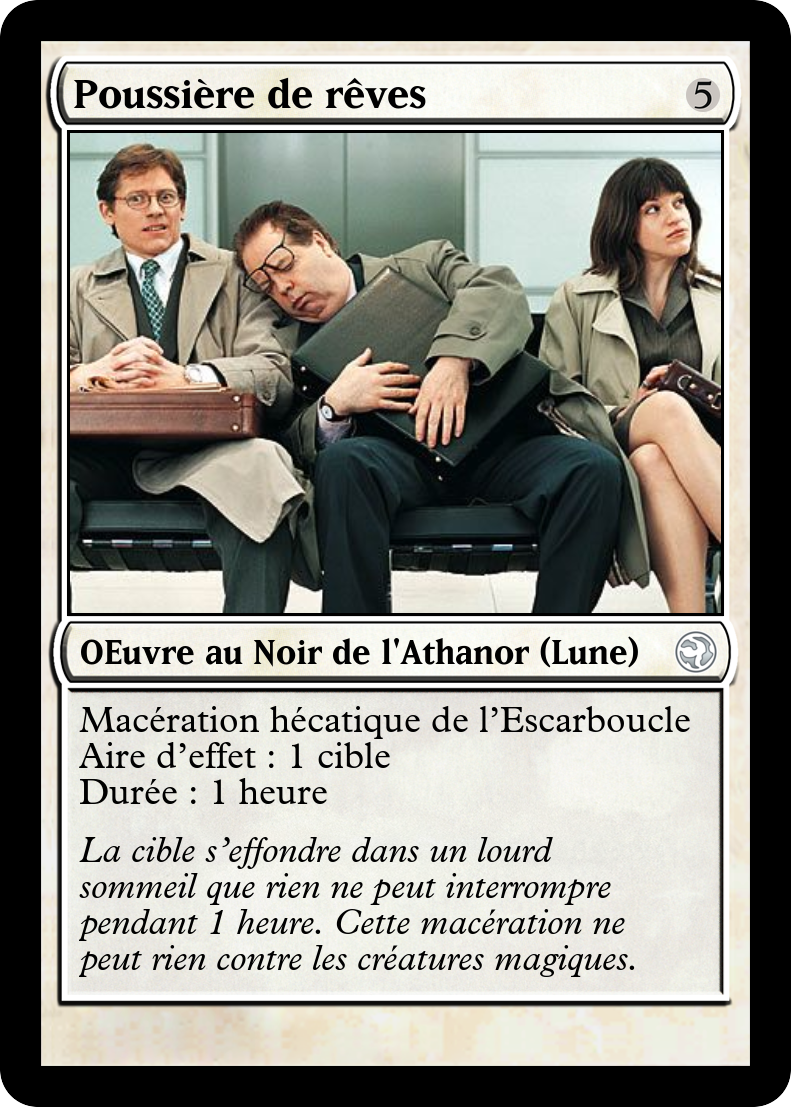 Poussière de rêves
5
OEuvre au Noir de l'Athanor (Lune)
Macération hécatique de l’Escarboucle
Aire d’effet : 1 cible
Durée : 1 heure
La cible s’effondre dans un lourd
sommeil que rien ne peut interrompre
pendant 1 heure. Cette macération ne
peut rien contre les créatures magiques.